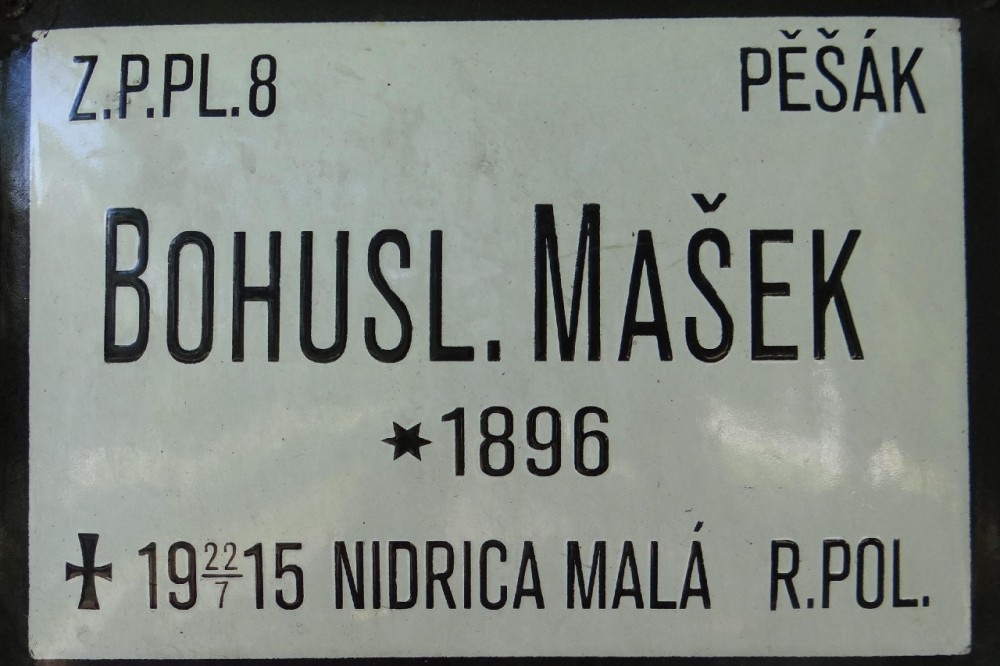 Z.P.PL.8 PĚŠÁK
BOHUSL. MAŠEK
✶1896
✠ 19 22/7 15 NIDRICA MALÁ R.POL.